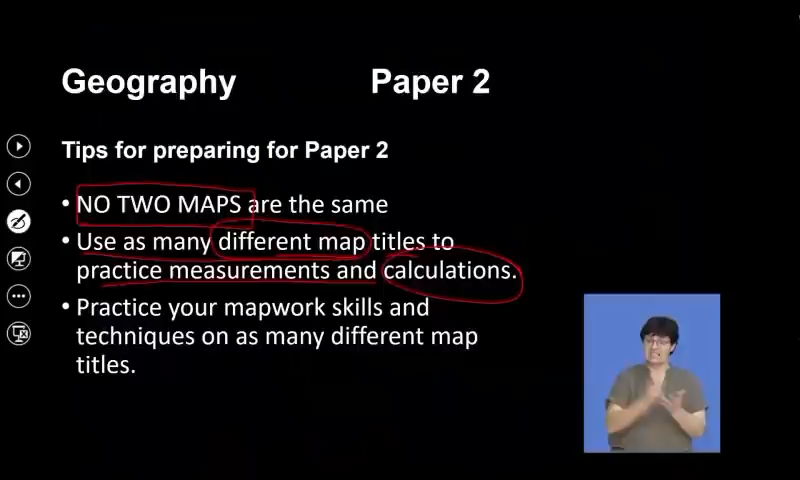 Geography Paper 2
Tips for preparing for Paper 2
• NO TWO MAPS are the same
• Use as many different map titles to
practice measurements and calculations.
• Practice your mapwork skills and
techniques on as many different map
titles.